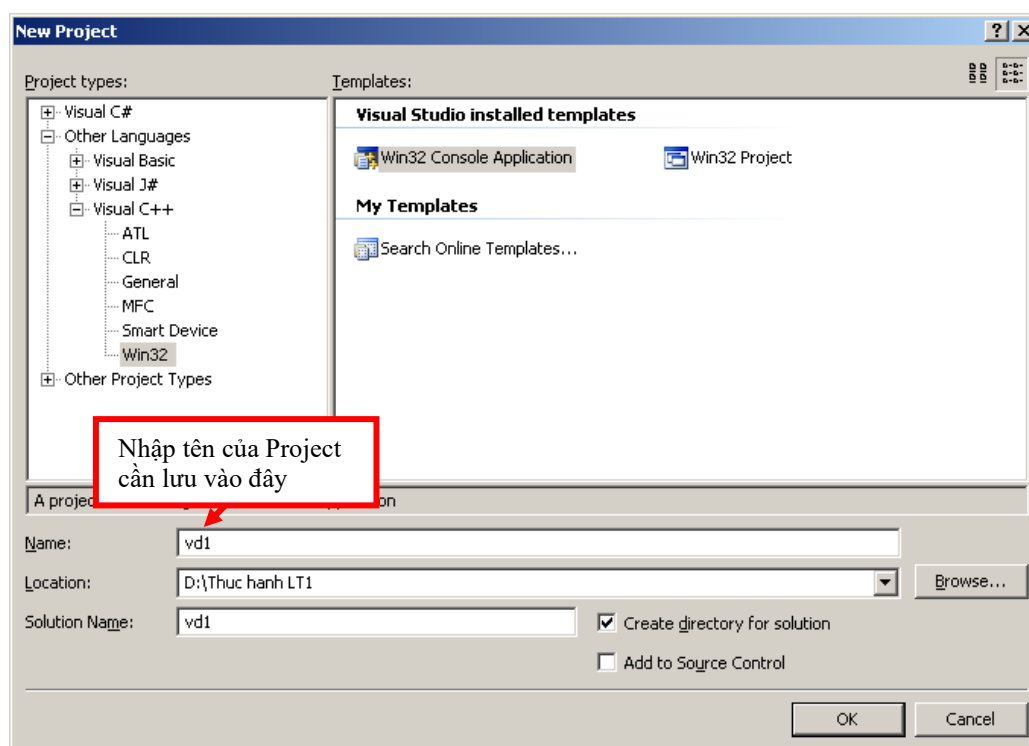 New Project
Project types:
Templates:
Visual C#
Other Languages
Visual Basic
Visual J#
Visual C++
ATL
CLR
General
MFC
Smart Device
Win32
Other Project Types
Visual Studio installed templates
Win32 Console Application
Win32 Project
My Templates
Search Online Templates...
Nhập tên của Project
cần lưu vào đây
A projec
on
Name:
vd1
Location:
D:\Thuc hanh LT1
Browse...
Solution Name:
vd1
Create directory for solution
Add to Source Control
OK
Cancel